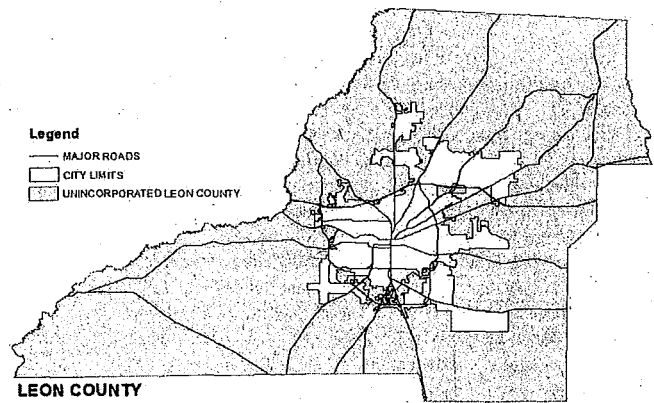 Legend
MAJOR ROADS
CITY LIMITS
UNINCORPORATED LEON COUNTY
LEON COUNTY